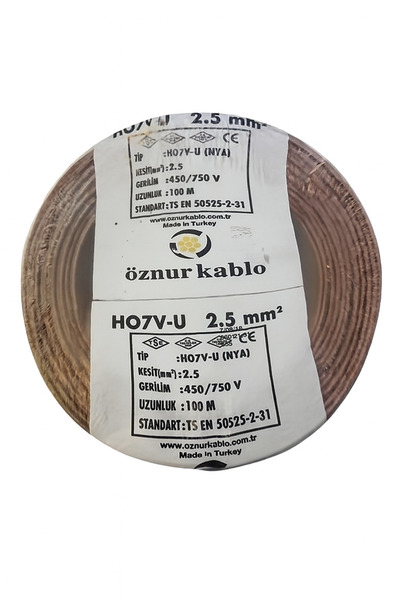 HO7V-U 2.5 mm²
CE
TİP :HO7V-U (NYA)
KESİT(mm²):2.5
GERİLİM :450/750 V
UZUNLUK :100 M
STANDART:TS EN 50525-2-31
www.oznurkablo.com.tr
Made in Turkey
öznur kablo
HO7V-U 2.5 mm²
TSE CE
TİP :HO7V-U (NYA)
KESİT(mm²):2.5
GERİLİM :450/750 V
UZUNLUK :100 M
STANDART:TS EN 50525-2-31
www.oznurkablo.com.tr
Made in Turkey